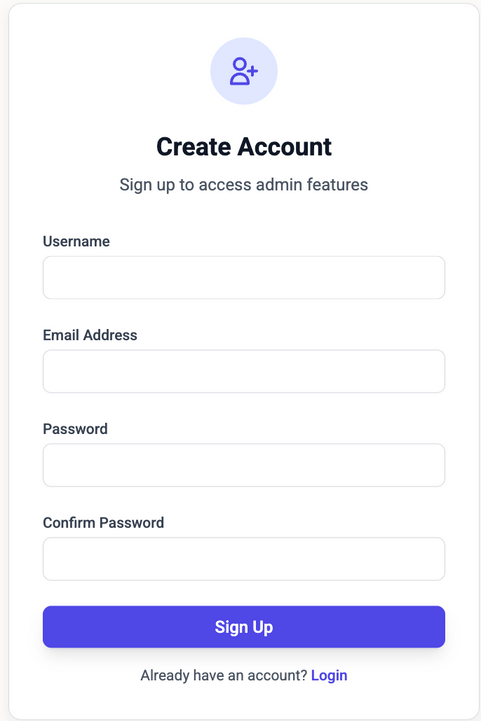 Create Account
Sign up to access admin features
Username
Email Address
Password
Confirm Password
Sign Up
Already have an account? Login